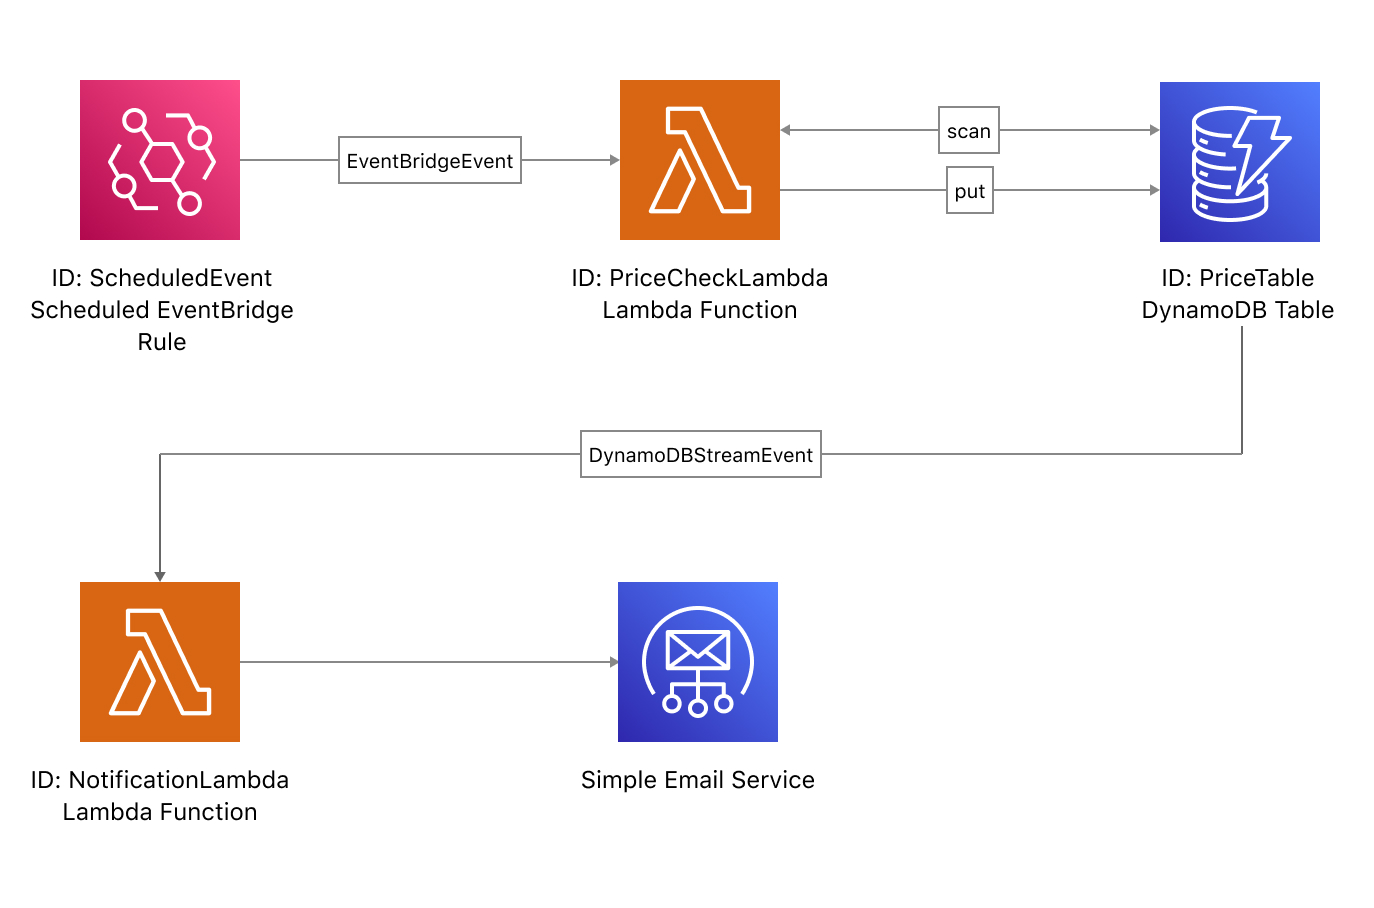 EventBridgeEvent
scan
put
ID: ScheduledEvent
Scheduled EventBridge
Rule
ID: PriceCheckLambda
Lambda Function
ID: PriceTable
DynamoDB Table
DynamoDBStreamEvent
ID: NotificationLambda
Lambda Function
Simple Email Service